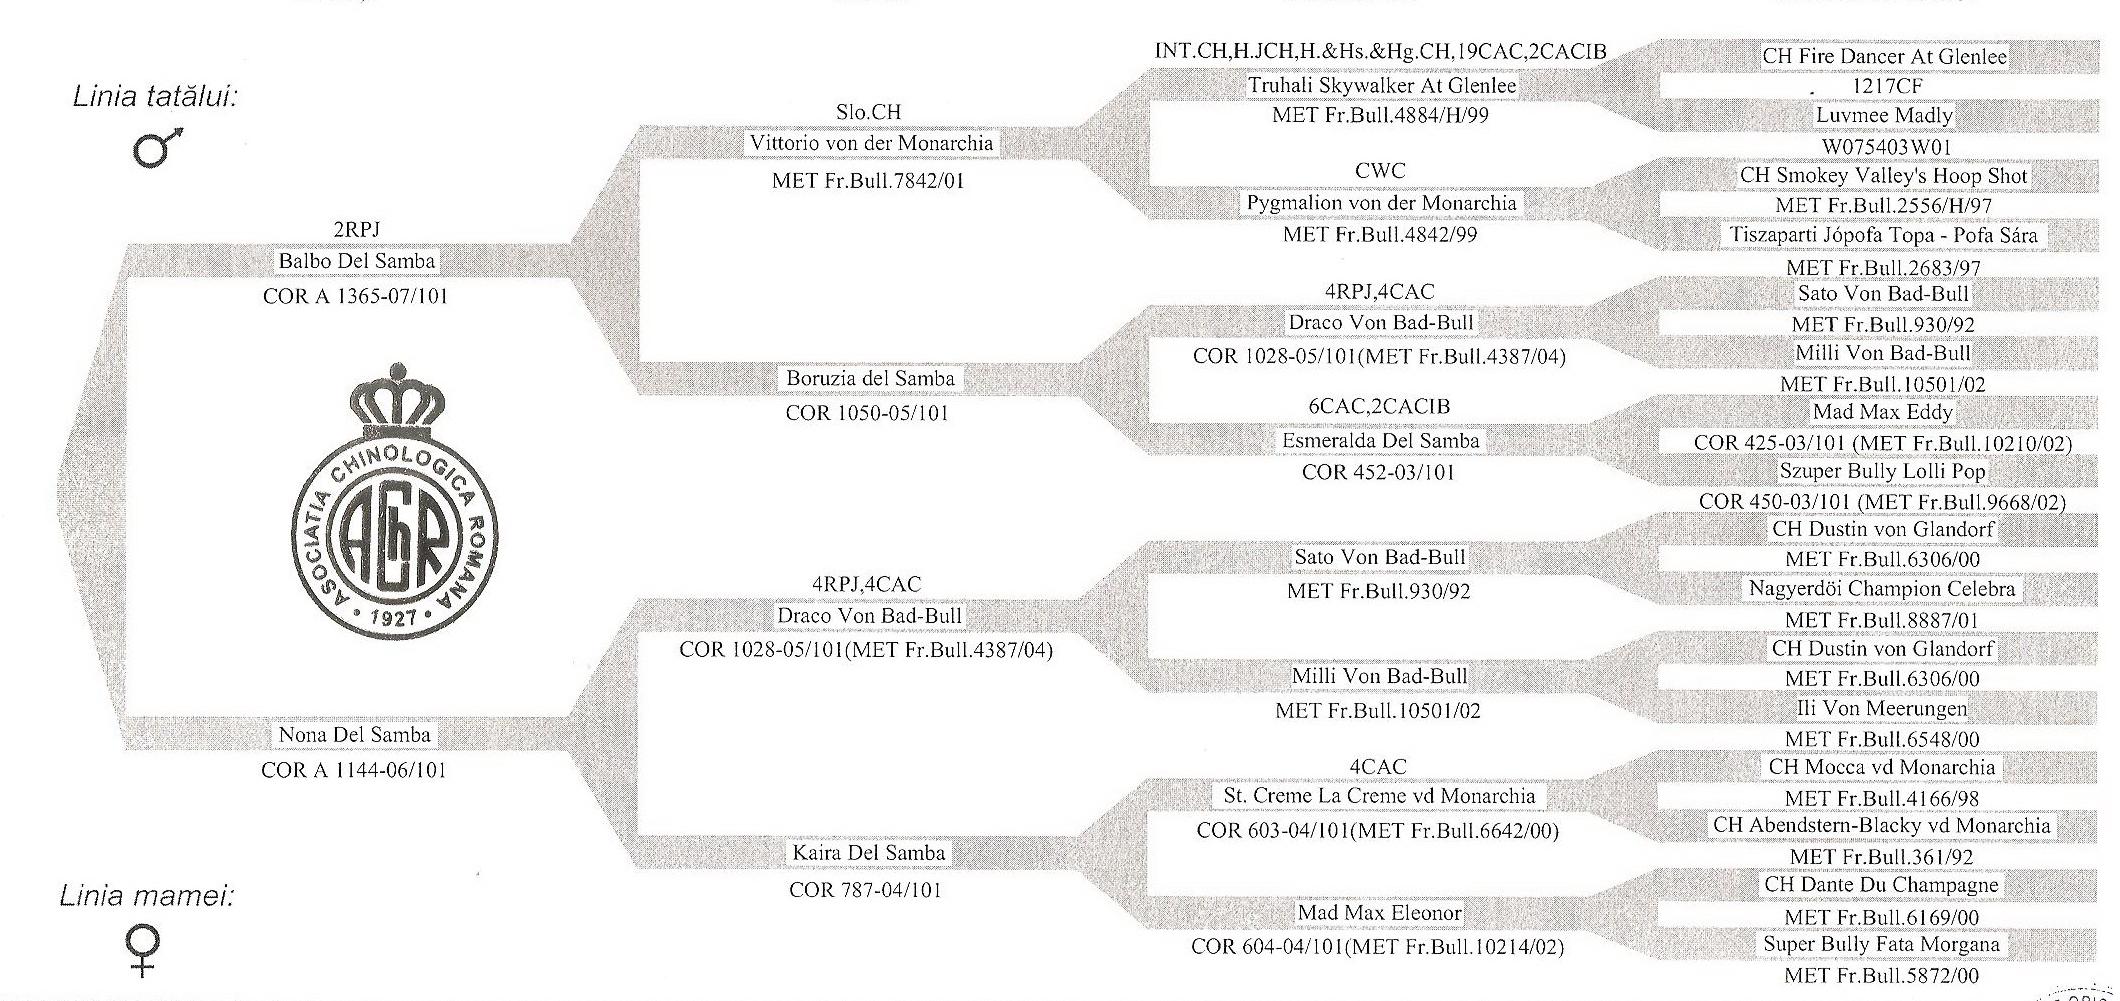 Linia tatălui:
2RPJ
Balbo Del Samba
COR A 1365-07/101
ASOCIATIA CHINOLOGICA ROMANA
AChR
• 1927 •
Nona Del Samba
COR A 1144-06/101
Linia mamei:
Slo.CH
Vittorio von der Monarchia
MET Fr.Bull.7842/01
Boruzia del Samba
COR 1050-05/101
4RPJ,4CAC
Draco Von Bad-Bull
COR 1028-05/101(MET Fr.Bull.4387/04)
Kaira Del Samba
COR 787-04/101
INT.CH,H.JCH,H.&Hs.&Hg.CH,19CAC,2CACIB
Truhali Skywalker At Glenlee
MET Fr.Bull.4884/H/99
CWC
Pygmalion von der Monarchia
MET Fr.Bull.4842/99
4RPJ,4CAC
Draco Von Bad-Bull
COR 1028-05/101(MET Fr.Bull.4387/04)
6CAC,2CACIB
Esmeralda Del Samba
COR 452-03/101
Sato Von Bad-Bull
MET Fr.Bull.930/92
Milli Von Bad-Bull
MET Fr.Bull.10501/02
4CAC
St. Creme La Creme vd Monarchia
COR 603-04/101(MET Fr.Bull.6642/00)
Mad Max Eleonor
COR 604-04/101(MET Fr.Bull.10214/02)
CH Fire Dancer At Glenlee
1217CF
Luvmee Madly
W075403W01
CH Smokey Valley's Hoop Shot
MET Fr.Bull.2556/H/97
Tiszaparti Jópofa Topa - Pofa Sára
MET Fr.Bull.2683/97
Sato Von Bad-Bull
MET Fr.Bull.930/92
Milli Von Bad-Bull
MET Fr.Bull.10501/02
Mad Max Eddy
COR 425-03/101 (MET Fr.Bull.10210/02)
Szuper Bully Lolli Pop
COR 450-03/101 (MET Fr.Bull.9668/02)
CH Dustin von Glandorf
MET Fr.Bull.6306/00
Nagyerdöi Champion Celebra
MET Fr.Bull.8887/01
CH Dustin von Glandorf
MET Fr.Bull.6306/00
Ili Von Meerungen
MET Fr.Bull.6548/00
CH Mocca vd Monarchia
MET Fr.Bull.4166/98
CH Abendstern-Blacky vd Monarchia
MET Fr.Bull.361/92
CH Dante Du Champagne
MET Fr.Bull.6169/00
Super Bully Fata Morgana
MET Fr.Bull.5872/00